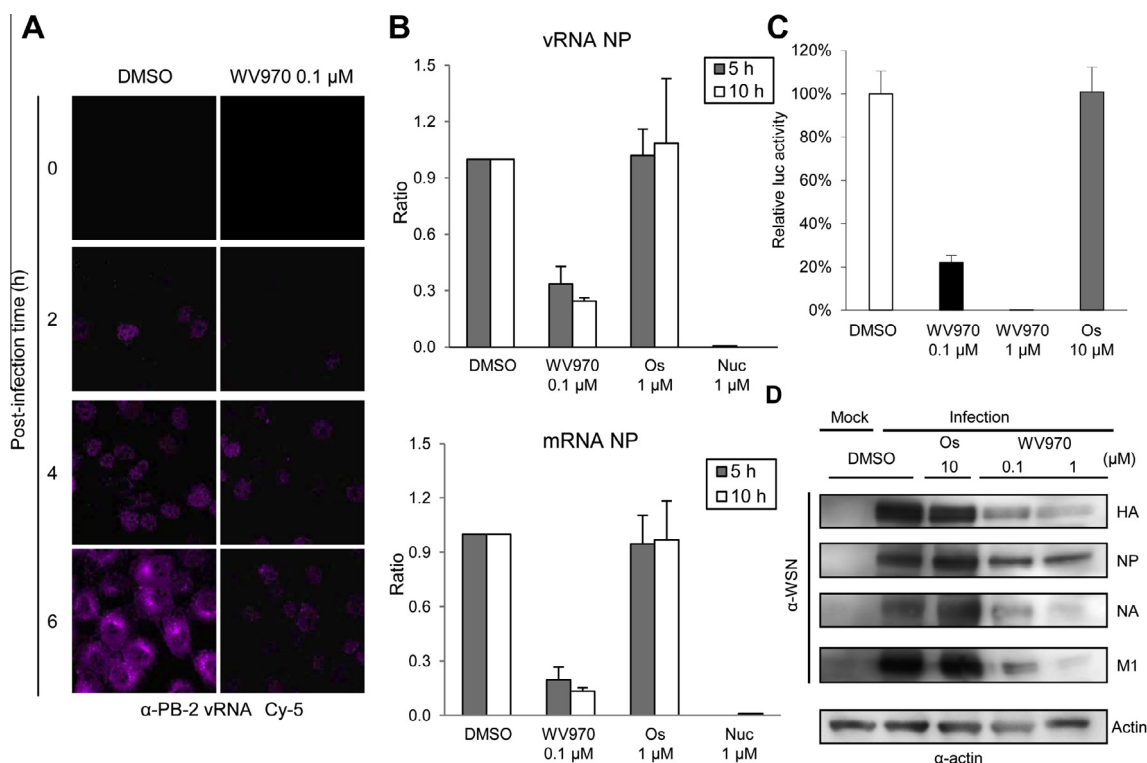 A
DMSO WV970 0.1 µM
Post-infection time (h)
0
2
4
6
α-PB-2 vRNA Cy-5
B
vRNA NP
5 h
10 h
Ratio
1.5
1.2
0.9
0.6
0.3
0.0
DMSO WV970 Os Nuc
0.1 µM 1 µM 1 µM
mRNA NP
5 h
10 h
Ratio
1.5
1.2
0.9
0.6
0.3
0.0
DMSO WV970 Os Nuc
0.1 µM 1 µM 1 µM
C
Relative luc activity
120%
100%
80%
60%
40%
20%
0%
DMSO WV970 WV970 Os
0.1 µM 1 µM 10 µM
D
Mock Infection
Os WV970
DMSO 10 0.1 1 (µM)
α-WSN
HA
NP
NA
M1
Actin
α-actin